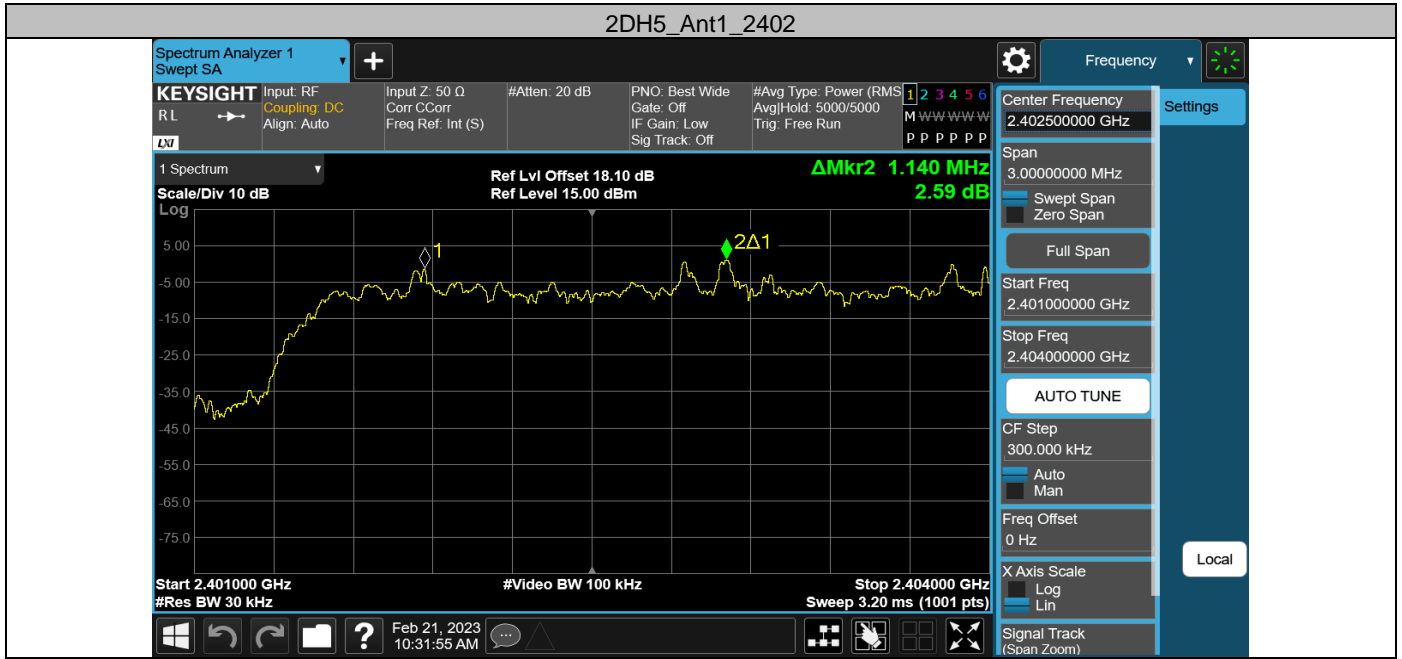 2DH5_Ant1_2402
Spectrum Analyzer 1
Swept SA
Frequency
KEYSIGHT
RL
LXI
Input: RF
Coupling: DC
Align: Auto
Input Z: 50 Ω
Corr CCorr
Freq Ref: Int (S)
#Atten: 20 dB
PNO: Best Wide
Gate: Off
IF Gain: Low
Sig Track: Off
#Avg Type: Power (RMS
Avg|Hold: 5000/5000
Trig: Free Run
1 2 3 4 5 6
M W W W W W
P P P P P P
1 Spectrum
Scale/Div 10 dB
Log
Ref Lvl Offset 18.10 dB
Ref Level 15.00 dBm
ΔMkr2 1.140 MHz
2.59 dB
1
2Δ1
5.00
-5.00
-15.0
-25.0
-35.0
-45.0
-55.0
-65.0
-75.0
Start 2.401000 GHz
#Video BW 100 kHz
Stop 2.404000 GHz
#Res BW 30 kHz
Sweep 3.20 ms (1001 pts)
Feb 21, 2023
10:31:55 AM
Center Frequency
2.402500000 GHz
Span
3.00000000 MHz
Swept Span
Zero Span
Full Span
Start Freq
2.401000000 GHz
Stop Freq
2.404000000 GHz
AUTO TUNE
CF Step
300.000 kHz
Auto
Man
Freq Offset
0 Hz
X Axis Scale
Log
Lin
Signal Track
(Span Zoom)
Settings
Local